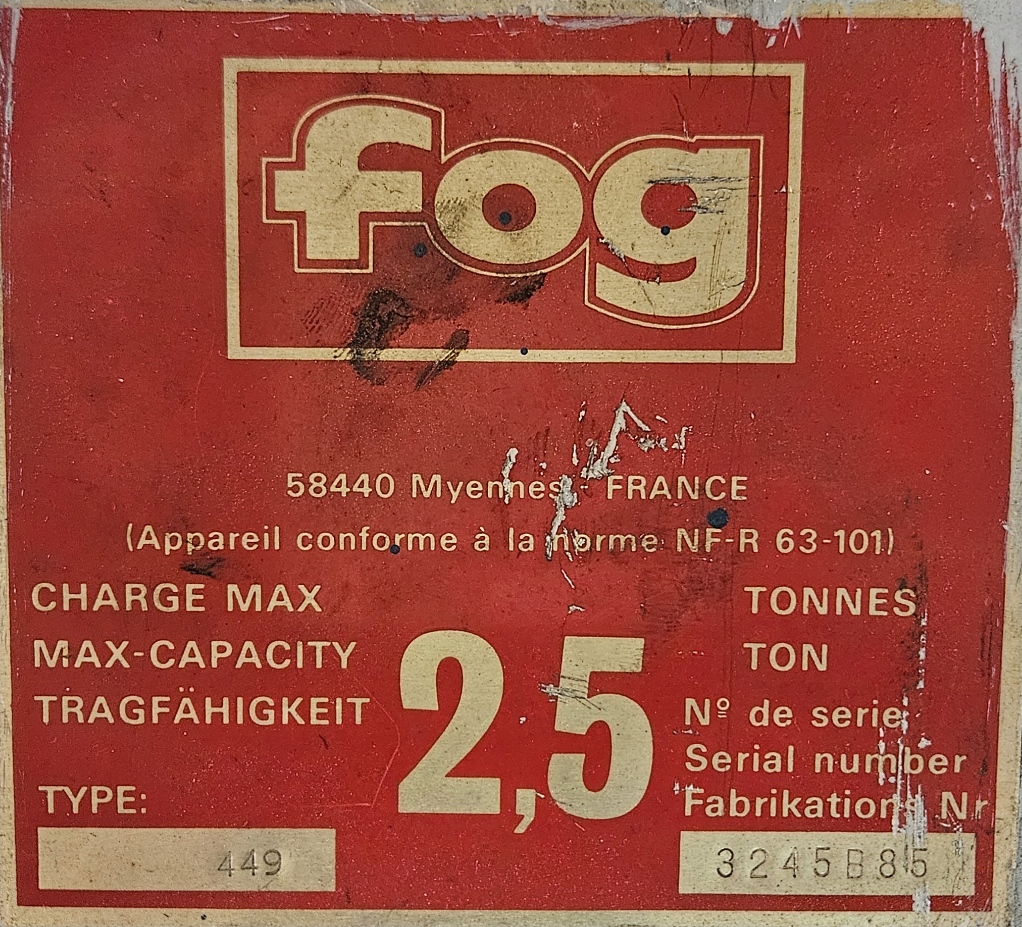 fog
58440 Myennes - FRANCE
(Appareil conforme à la norme NF-R 63-101)
CHARGE MAX TONNES
MAX-CAPACITY TON
TRAGFÄHIGKEIT
2,5
Nº de serie
Serial number
Fabrikations Nr
TYPE:
449
3245B85